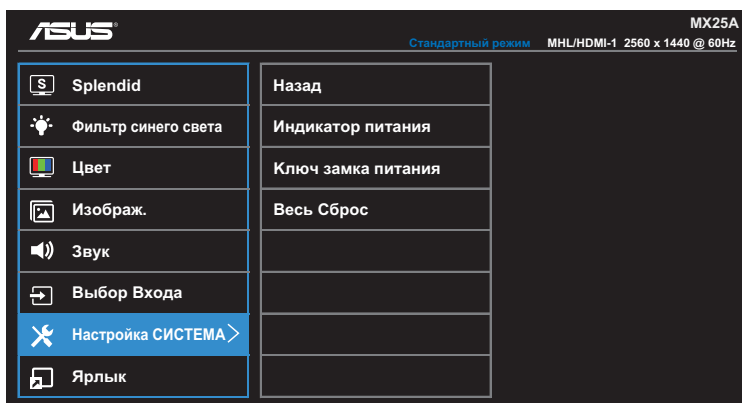 ASUS
MX25A
Стандартный режим MHL/HDMI-1 2560 x 1440 @ 60Hz
S Splendid
Фильтр синего света
Цвет
Изображ.
Звук
Выбор Входа
Настройка СИСТЕМА
Ярлык
Назад
Индикатор питания
Ключ замка питания
Весь Сброс